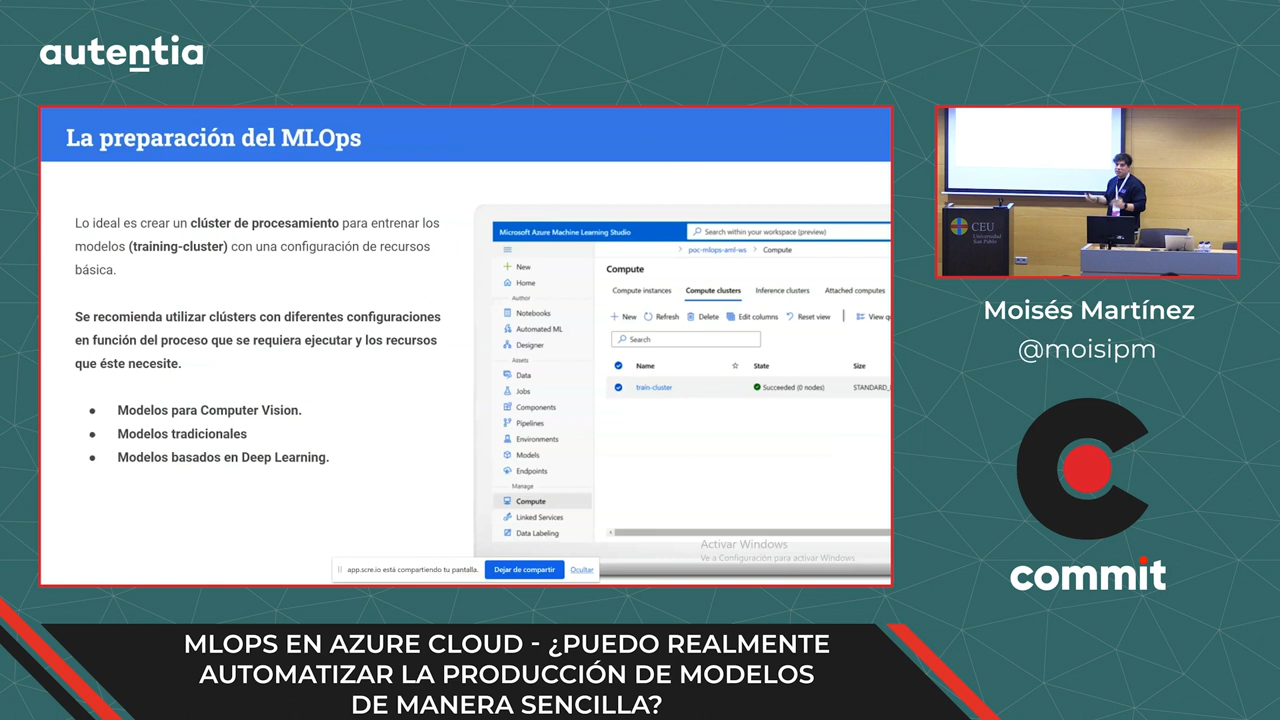 autentia
La preparación del MLOps
Lo ideal es crear un clúster de procesamiento para entrenar los
modelos (training-cluster) con una configuración de recursos
básica.
Se recomienda utilizar clústers con diferentes configuraciones
en función del proceso que se requiera ejecutar y los recursos
que éste necesite.
● Modelos para Computer Vision.
● Modelos tradicionales
● Modelos basados en Deep Learning.
Microsoft Azure Machine Learning Studio
Search within your workspace (preview)
poc-mlops-aml-ws > Compute
New
Home
Author
Notebooks
Automated ML
Designer
Assets
Data
Jobs
Components
Pipelines
Environments
Models
Endpoints
Manage
Compute
Linked Services
Data Labeling
Compute
Compute instances Compute clusters Inference clusters Attached computes
New Refresh Delete Edit columns Reset view View
Search
Name State Size
train-cluster Succeeded (0 nodes)
Activar Windows
Ve a Configuración para activar Windows
app.scre.io está compartiendo tu pantalla. Dejar de compartir Ocultar
CEU
Universidad
San Pablo
Moisés Martínez
@moisipm
commit
MLOPS EN AZURE CLOUD - ¿PUEDO REALMENTE
AUTOMATIZAR LA PRODUCCIÓN DE MODELOS
DE MANERA SENCILLA?